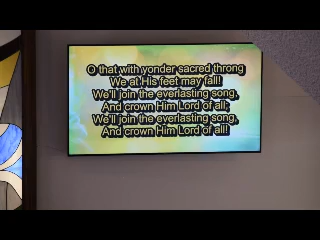 O that with yonder sacred throng
We at His feet may fall!
We'll join the everlasting song,
And crown Him Lord of all;
We'll join the everlasting song,
And crown Him Lord of all!